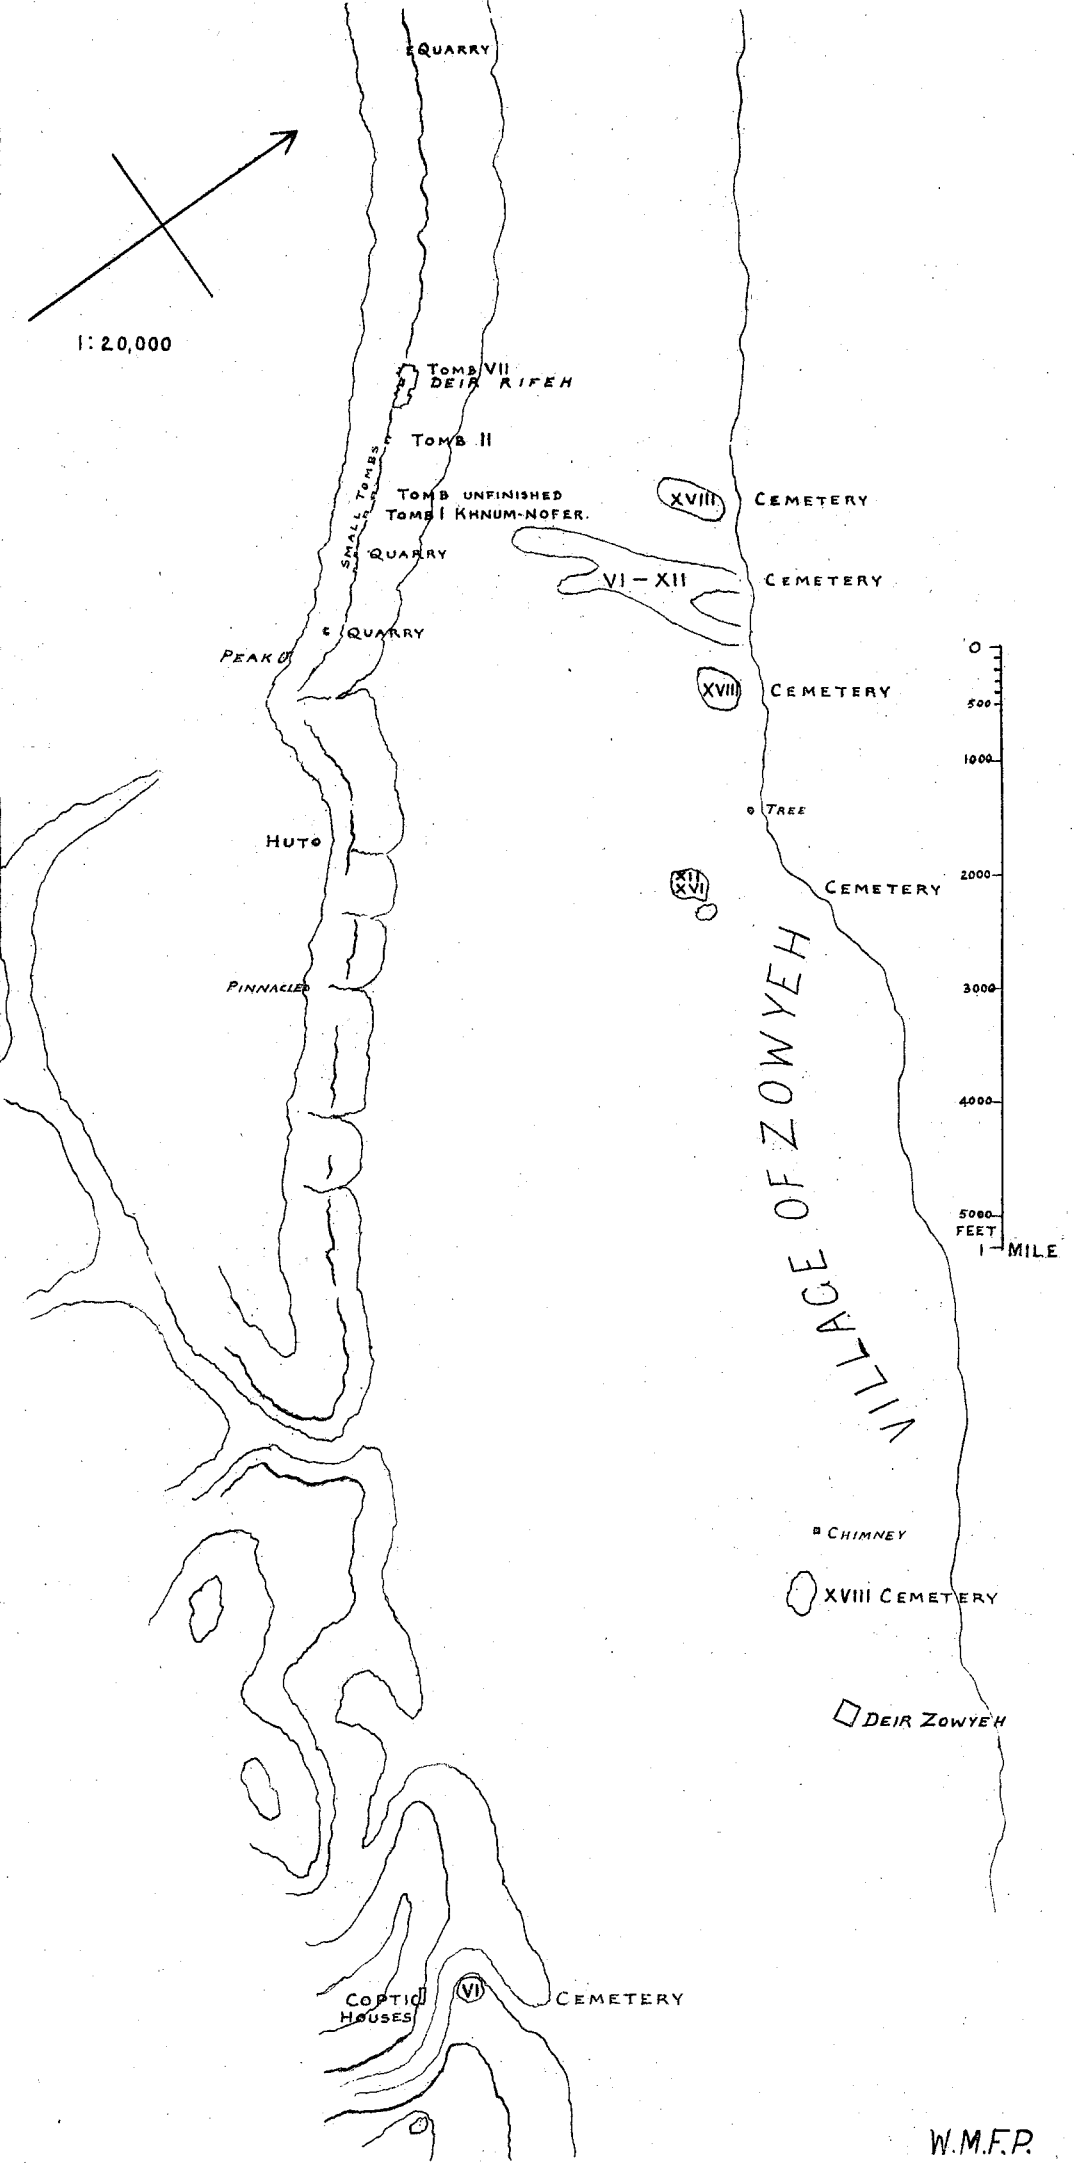 QUARRY
1:20,000
TOMB VII
DEIR RIFEH
TOMB II
SMALL TOMBS
TOMB UNFINISHED
TOMB I KHNUM-NOFER.
XVIII CEMETERY
QUARRY
VI – XII CEMETERY
QUARRY
PEAK
0
XVIII CEMETERY
500
1000
TREE
HUT
2000
XII
XVI
CEMETERY
3000
PINNACLE
4000
VILLAGE OF ZOWYEH
5000
FEET
1 MILE
CHIMNEY
XVIII CEMETERY
DEIR ZOWYEH
COPTIC
HOUSES
VI
CEMETERY
W.M.F.P.